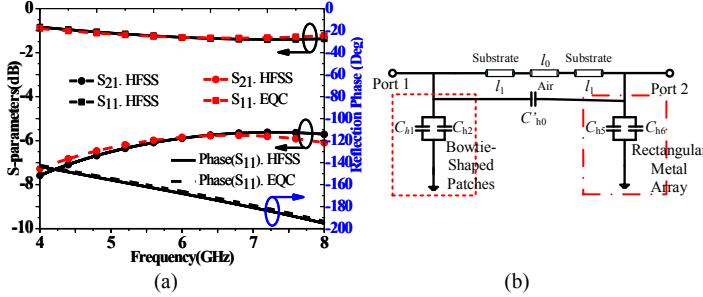 0
-2
-4
-6
-8
-10
S-parameters(dB)
S21. HFSS
S11. HFSS
S21. HFSS
S11. EQC
Phase(S11). HFSS
Phase(S11). EQC
4
5
6
7
8
Frequency(GHz)
0
-20
-40
-60
-80
-100
-120
-140
-160
-180
-200
Reflection Phase (Deg)
(a)
Substrate
l0
Substrate
Port 1
l1
Air
l1
Port 2
C'h0
Ch1
Ch2
Ch5
Ch6'
Bowtie-
Shaped
Patches
Rectangular
Metal
Array
(b)